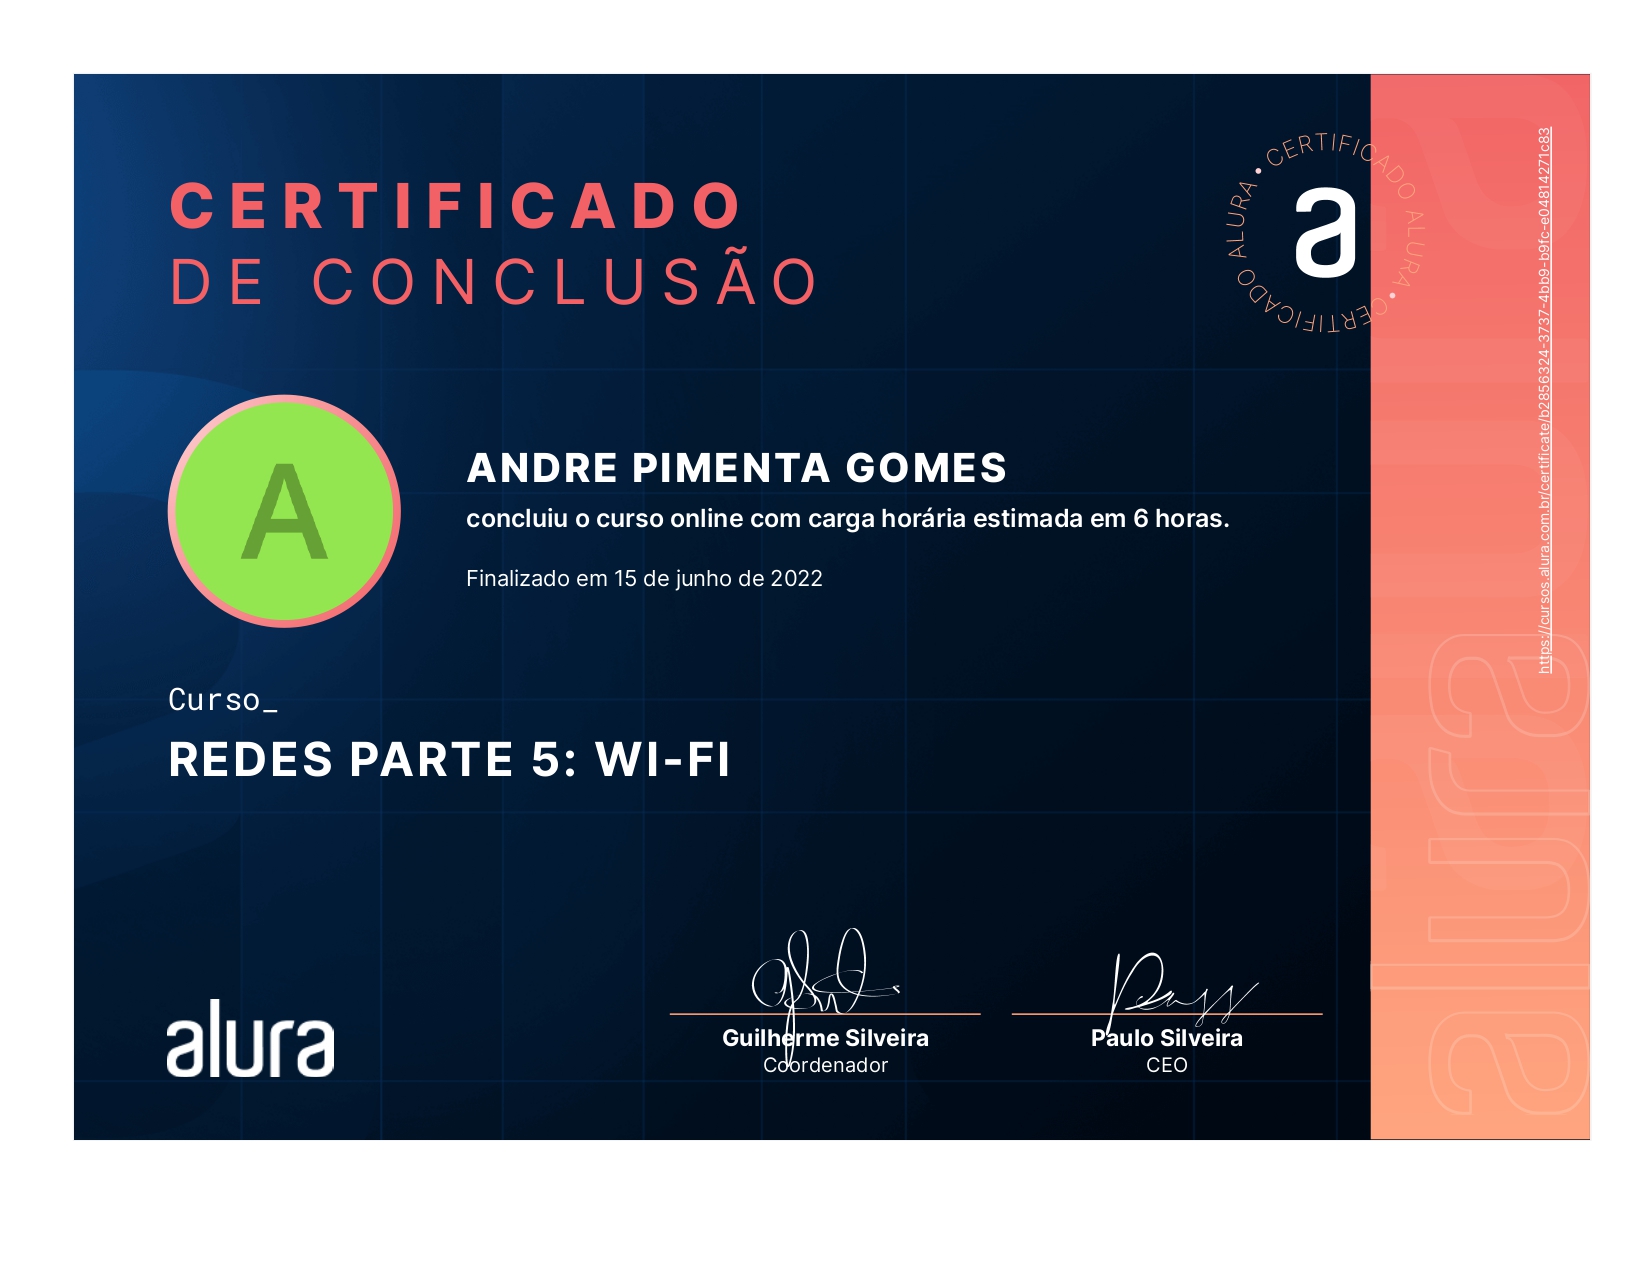 CERTIFICADO
DE CONCLUSÃO
• CERTIFICADO ALURA • CERTIFICADO ALURA
a
A
ANDRE PIMENTA GOMES
concluiu o curso online com carga horária estimada em 6 horas.
Finalizado em 15 de junho de 2022
Curso_
REDES PARTE 5: WI-FI
alura
Guilherme Silveira
Coordenador
Paulo Silveira
CEO
https://cursos.alura.com.br/certificate/b2856324-3737-4bb9-b9fc-e04814271c83
alura